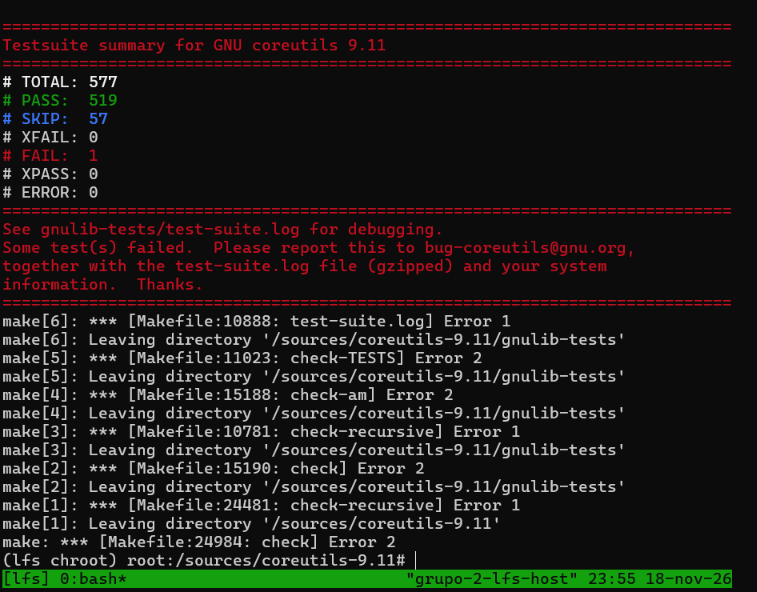 ============================================================================
Testsuite summary for GNU coreutils 9.11
============================================================================
# TOTAL: 577
# PASS:  519
# SKIP:  57
# XFAIL: 0
# FAIL:  1
# XPASS: 0
# ERROR: 0
============================================================================
See gnulib-tests/test-suite.log for debugging.
Some test(s) failed.  Please report this to bug-coreutils@gnu.org,
together with the test-suite.log file (gzipped) and your system
information.  Thanks.
============================================================================
make[6]: *** [Makefile:10888: test-suite.log] Error 1
make[6]: Leaving directory '/sources/coreutils-9.11/gnulib-tests'
make[5]: *** [Makefile:11023: check-TESTS] Error 2
make[5]: Leaving directory '/sources/coreutils-9.11/gnulib-tests'
make[4]: *** [Makefile:15188: check-am] Error 2
make[4]: Leaving directory '/sources/coreutils-9.11/gnulib-tests'
make[3]: *** [Makefile:10781: check-recursive] Error 1
make[3]: Leaving directory '/sources/coreutils-9.11/gnulib-tests'
make[2]: *** [Makefile:15190: check] Error 2
make[2]: Leaving directory '/sources/coreutils-9.11/gnulib-tests'
make[1]: *** [Makefile:24481: check-recursive] Error 1
make[1]: Leaving directory '/sources/coreutils-9.11'
make: *** [Makefile:24984: check] Error 2
(lfs chroot) root:/sources/coreutils-9.11#
[lfs] 0:bash* "grupo-2-lfs-host" 23:55 18-nov-26